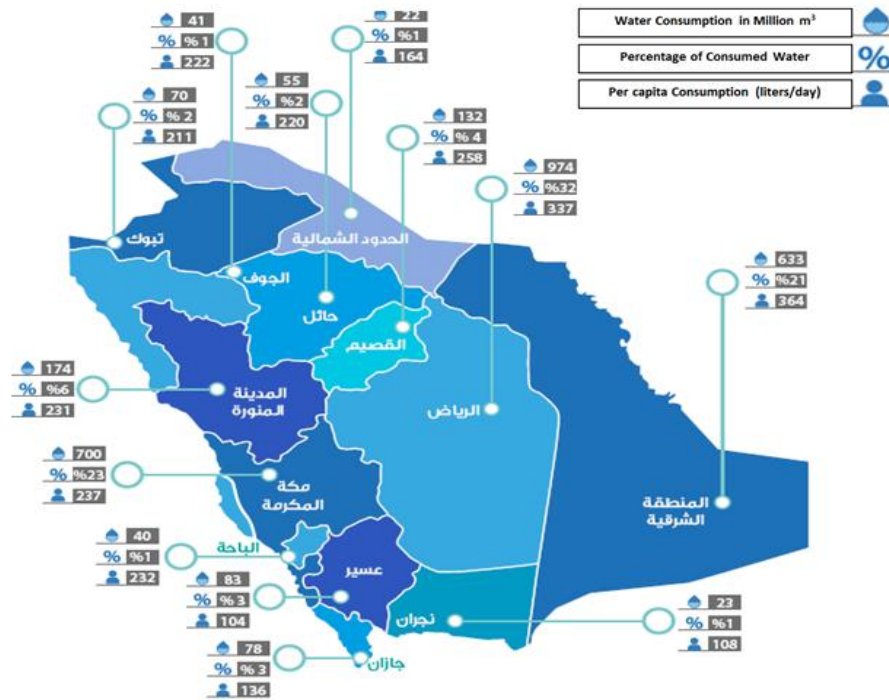 Water Consumption in Million m³
Percentage of Consumed Water
%
Per capita Consumption (liters/day)
41
% %1
222
22
% %1
164
70
% %2
211
55
% %2
220
132
% %4
258
974
% %32
337
633
% %21
364
174
% %6
231
700
% %23
237
40
% %1
232
83
% %3
104
78
% %3
136
23
% %1
108
تبوك
الحدود الشمالية
الجوف
حائل
القصيم
المدينة
المنورة
الرياض
مكة
المكرمة
المنطقة
الشرقية
الباحة
عسير
نجران
جازان